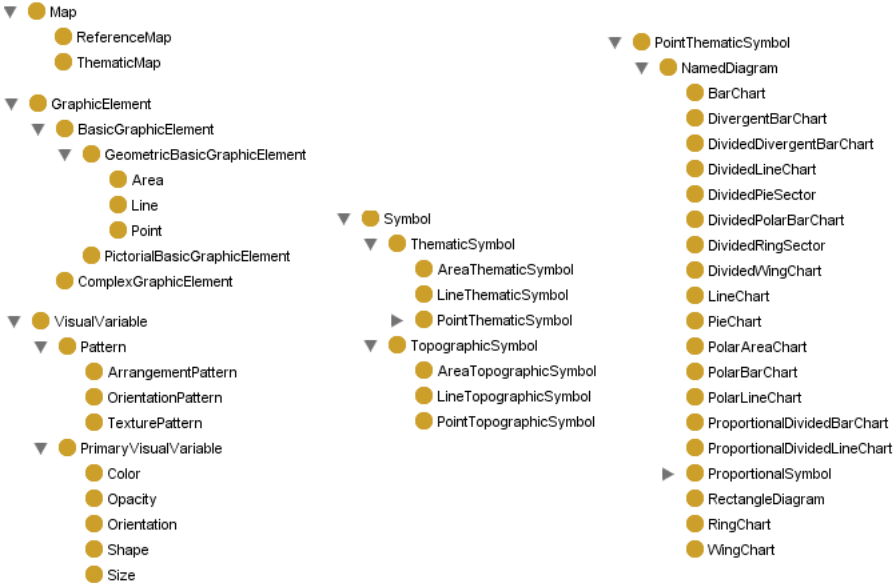 Map
ReferenceMap
ThematicMap
GraphicElement
BasicGraphicElement
GeometricBasicGraphicElement
Area
Line
Point
PictorialBasicGraphicElement
ComplexGraphicElement
VisualVariable
Pattern
ArrangementPattern
OrientationPattern
TexturePattern
PrimaryVisualVariable
Color
Opacity
Orientation
Shape
Size
Symbol
ThematicSymbol
AreaThematicSymbol
LineThematicSymbol
PointThematicSymbol
TopographicSymbol
AreaTopographicSymbol
LineTopographicSymbol
PointTopographicSymbol
PointThematicSymbol
NamedDiagram
BarChart
DivergentBarChart
DividedDivergentBarChart
DividedLineChart
DividedPieSector
DividedPolarBarChart
DividedRingSector
DividedWingChart
LineChart
PieChart
PolarAreaChart
PolarBarChart
PolarLineChart
ProportionalDividedBarChart
ProportionalDividedLineChart
ProportionalSymbol
RectangleDiagram
RingChart
WingChart